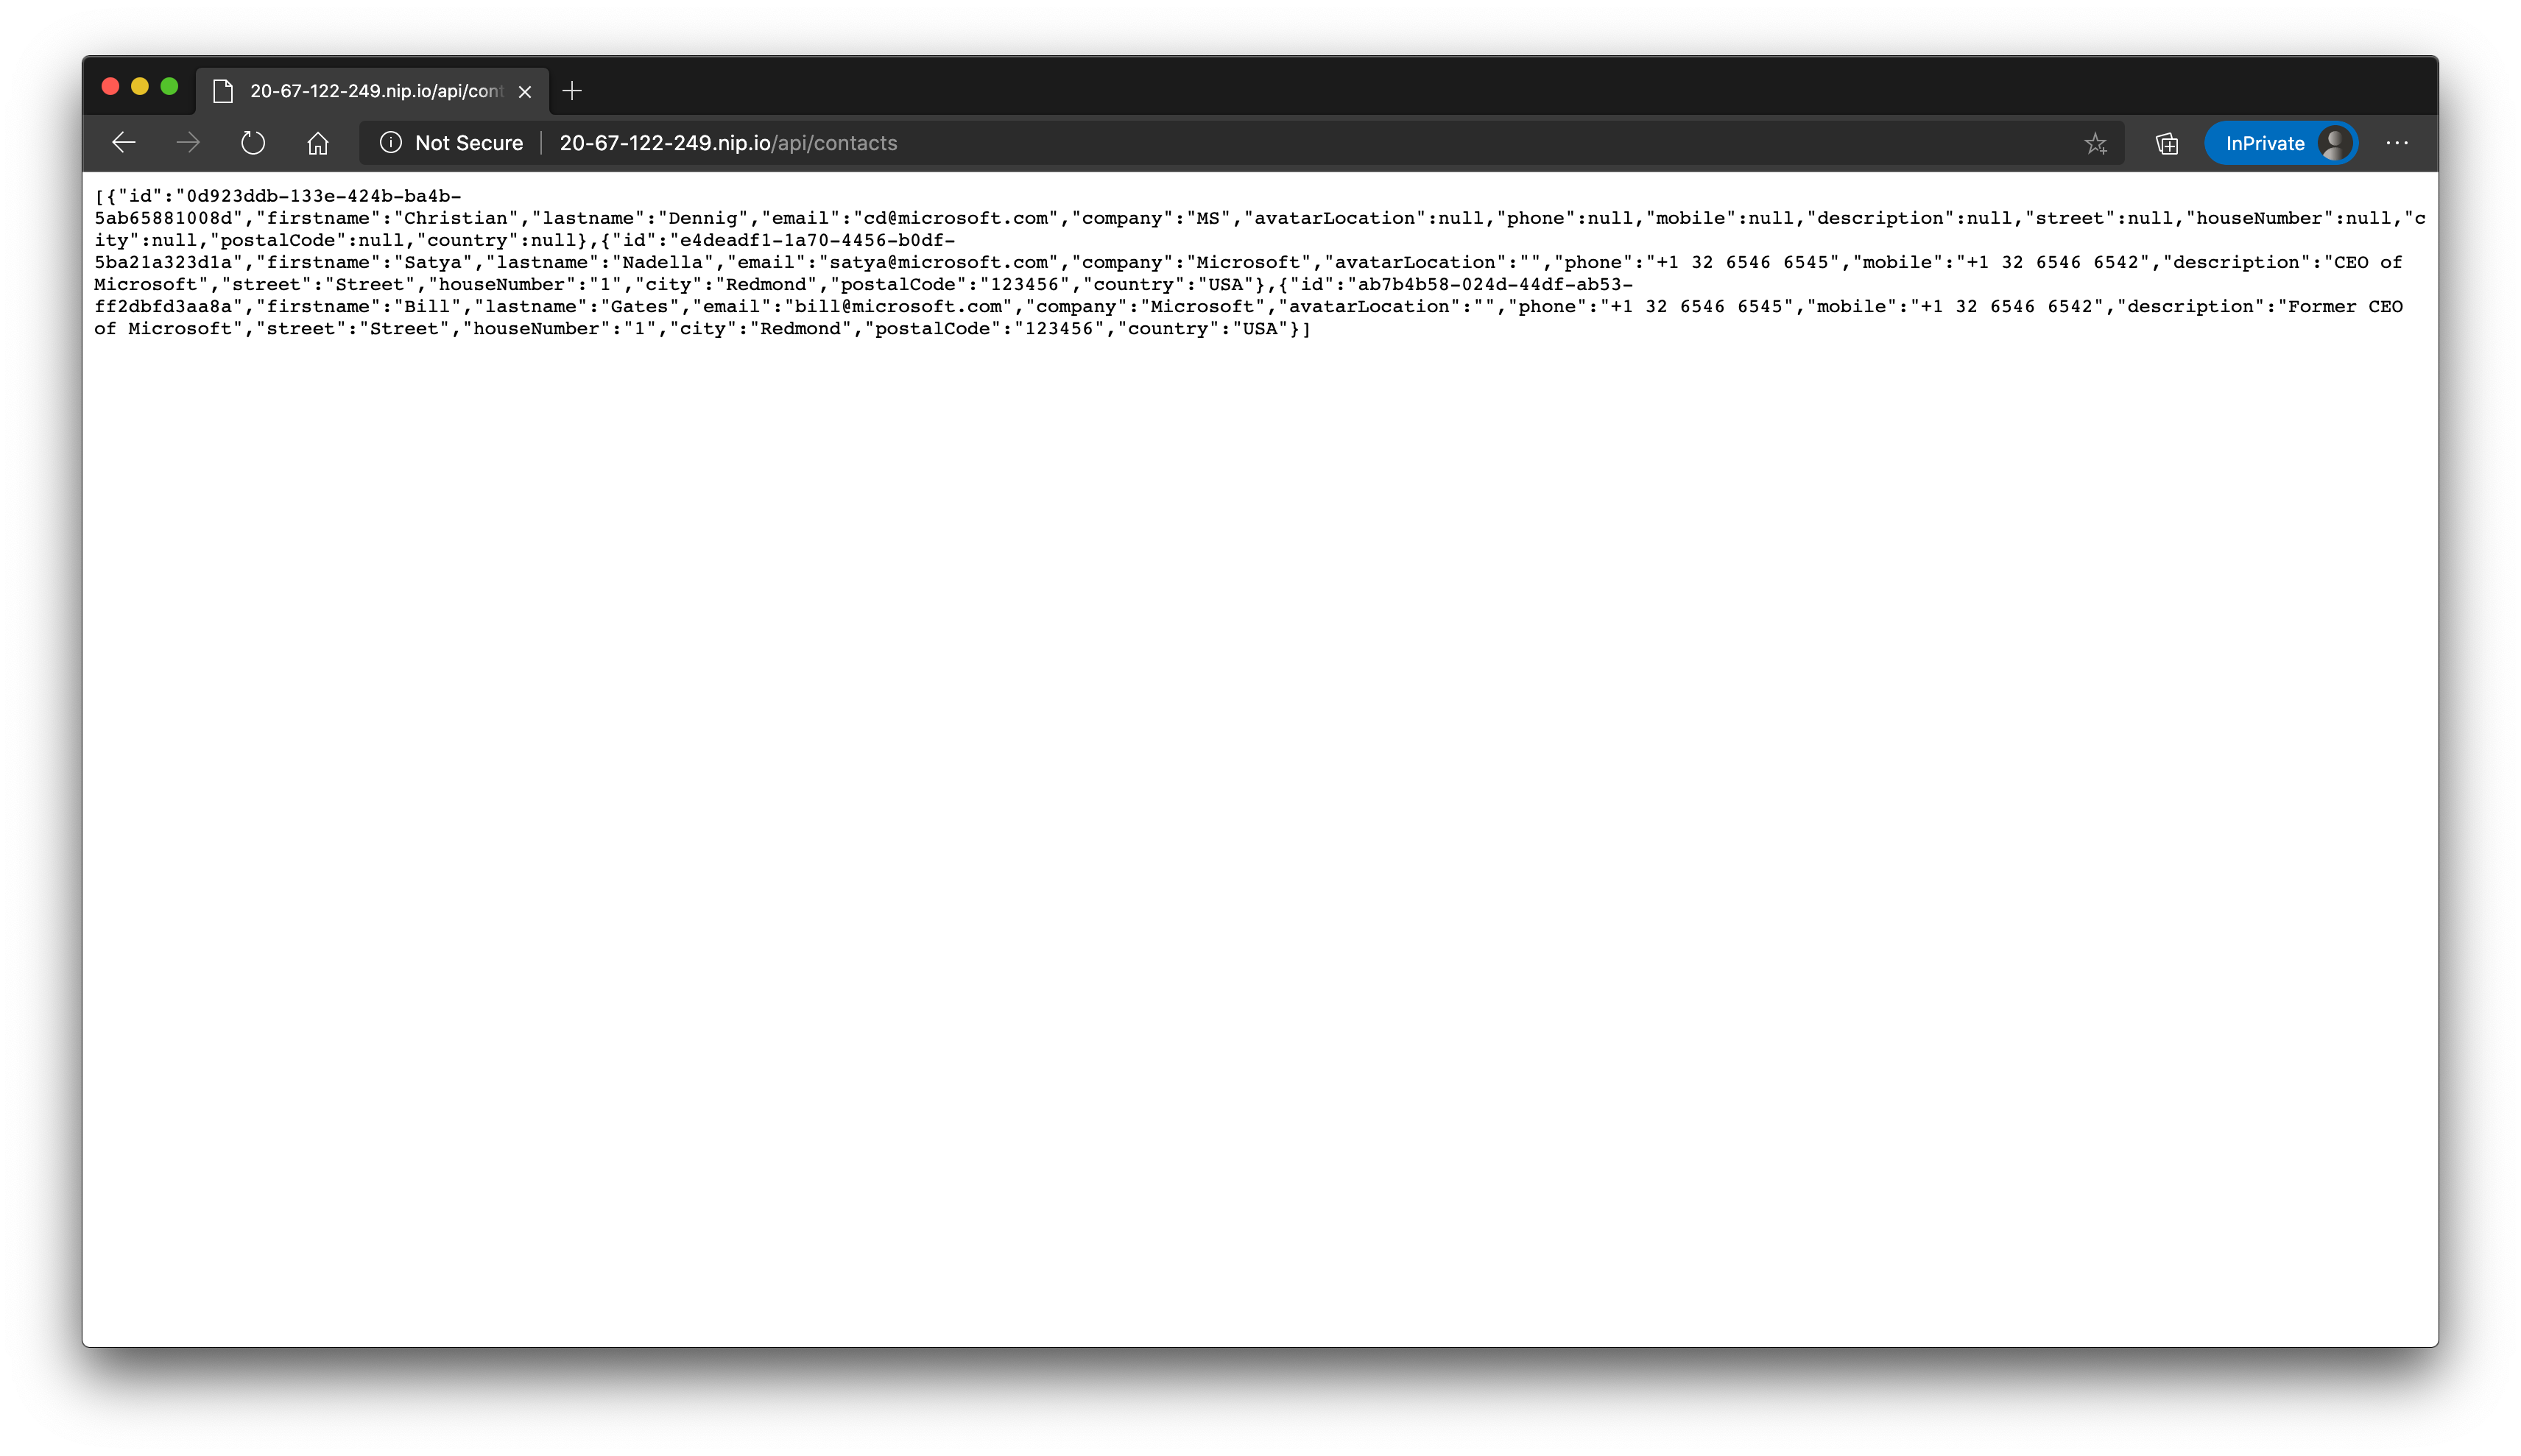 20-67-122-249.nip.io/api/cont
Not Secure
20-67-122-249.nip.io/api/contacts
InPrivate
[{"id":"0d923ddb-133e-424b-ba4b-
5ab65881008d","firstname":"Christian","lastname":"Dennig","email":"cd@microsoft.com","company":"MS","avatarLocation":null,"phone":null,"mobile":null,"description":null,"street":null,"houseNumber":null,"c
ity":null,"postalCode":null,"country":null},{"id":"e4deadf1-1a70-4456-b0df-
5ba21a323d1a","firstname":"Satya","lastname":"Nadella","email":"satya@microsoft.com","company":"Microsoft","avatarLocation":"","phone":"+1 32 6546 6545","mobile":"+1 32 6546 6542","description":"CEO of
Microsoft","street":"Street","houseNumber":"1","city":"Redmond","postalCode":"123456","country":"USA"},{"id":"ab7b4b58-024d-44df-ab53-
ff2dbfd3aa8a","firstname":"Bill","lastname":"Gates","email":"bill@microsoft.com","company":"Microsoft","avatarLocation":"","phone":"+1 32 6546 6545","mobile":"+1 32 6546 6542","description":"Former CEO
of Microsoft","street":"Street","houseNumber":"1","city":"Redmond","postalCode":"123456","country":"USA"}]